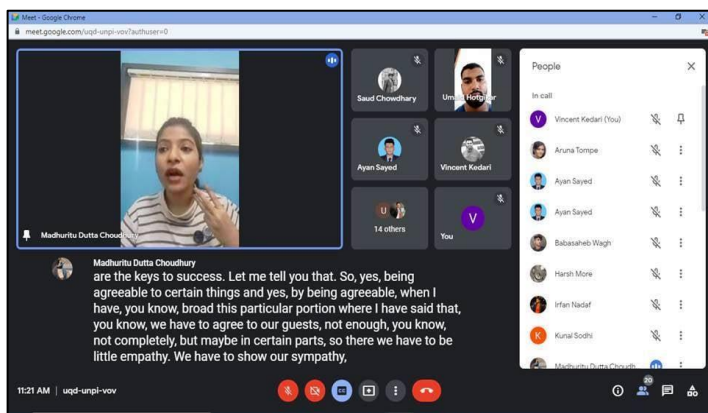 Meet - Google Chrome
meet.google.com/uqd-unpi-vov?authuser=0
Madhuritu Dutta Choudhury
Saud Chowdhary
Ayan Sayed
Vincent Kedari
14 others
U
V
You
People
In call
V Vincent Kedari (You)
Aruna Tompe
Ayan Sayed
Ayan Sayed
Babasaheb Wagh
Harsh More
Irfan Nadaf
K Kunal Sodhi
Madhuritu Dutta Choudh
Madhuritu Dutta Choudhury
are the keys to success. Let me tell you that. So, yes, being
agreeable to certain things and yes, by being agreeable, when I
have, you know, broad this particular portion where I have said that,
you know, we have to agree to our guests, not enough, you know,
not completely, but maybe in certain parts, so there we have to be
little empathy. We have to show our sympathy,
11:21 AM | uqd-unpi-vov
20